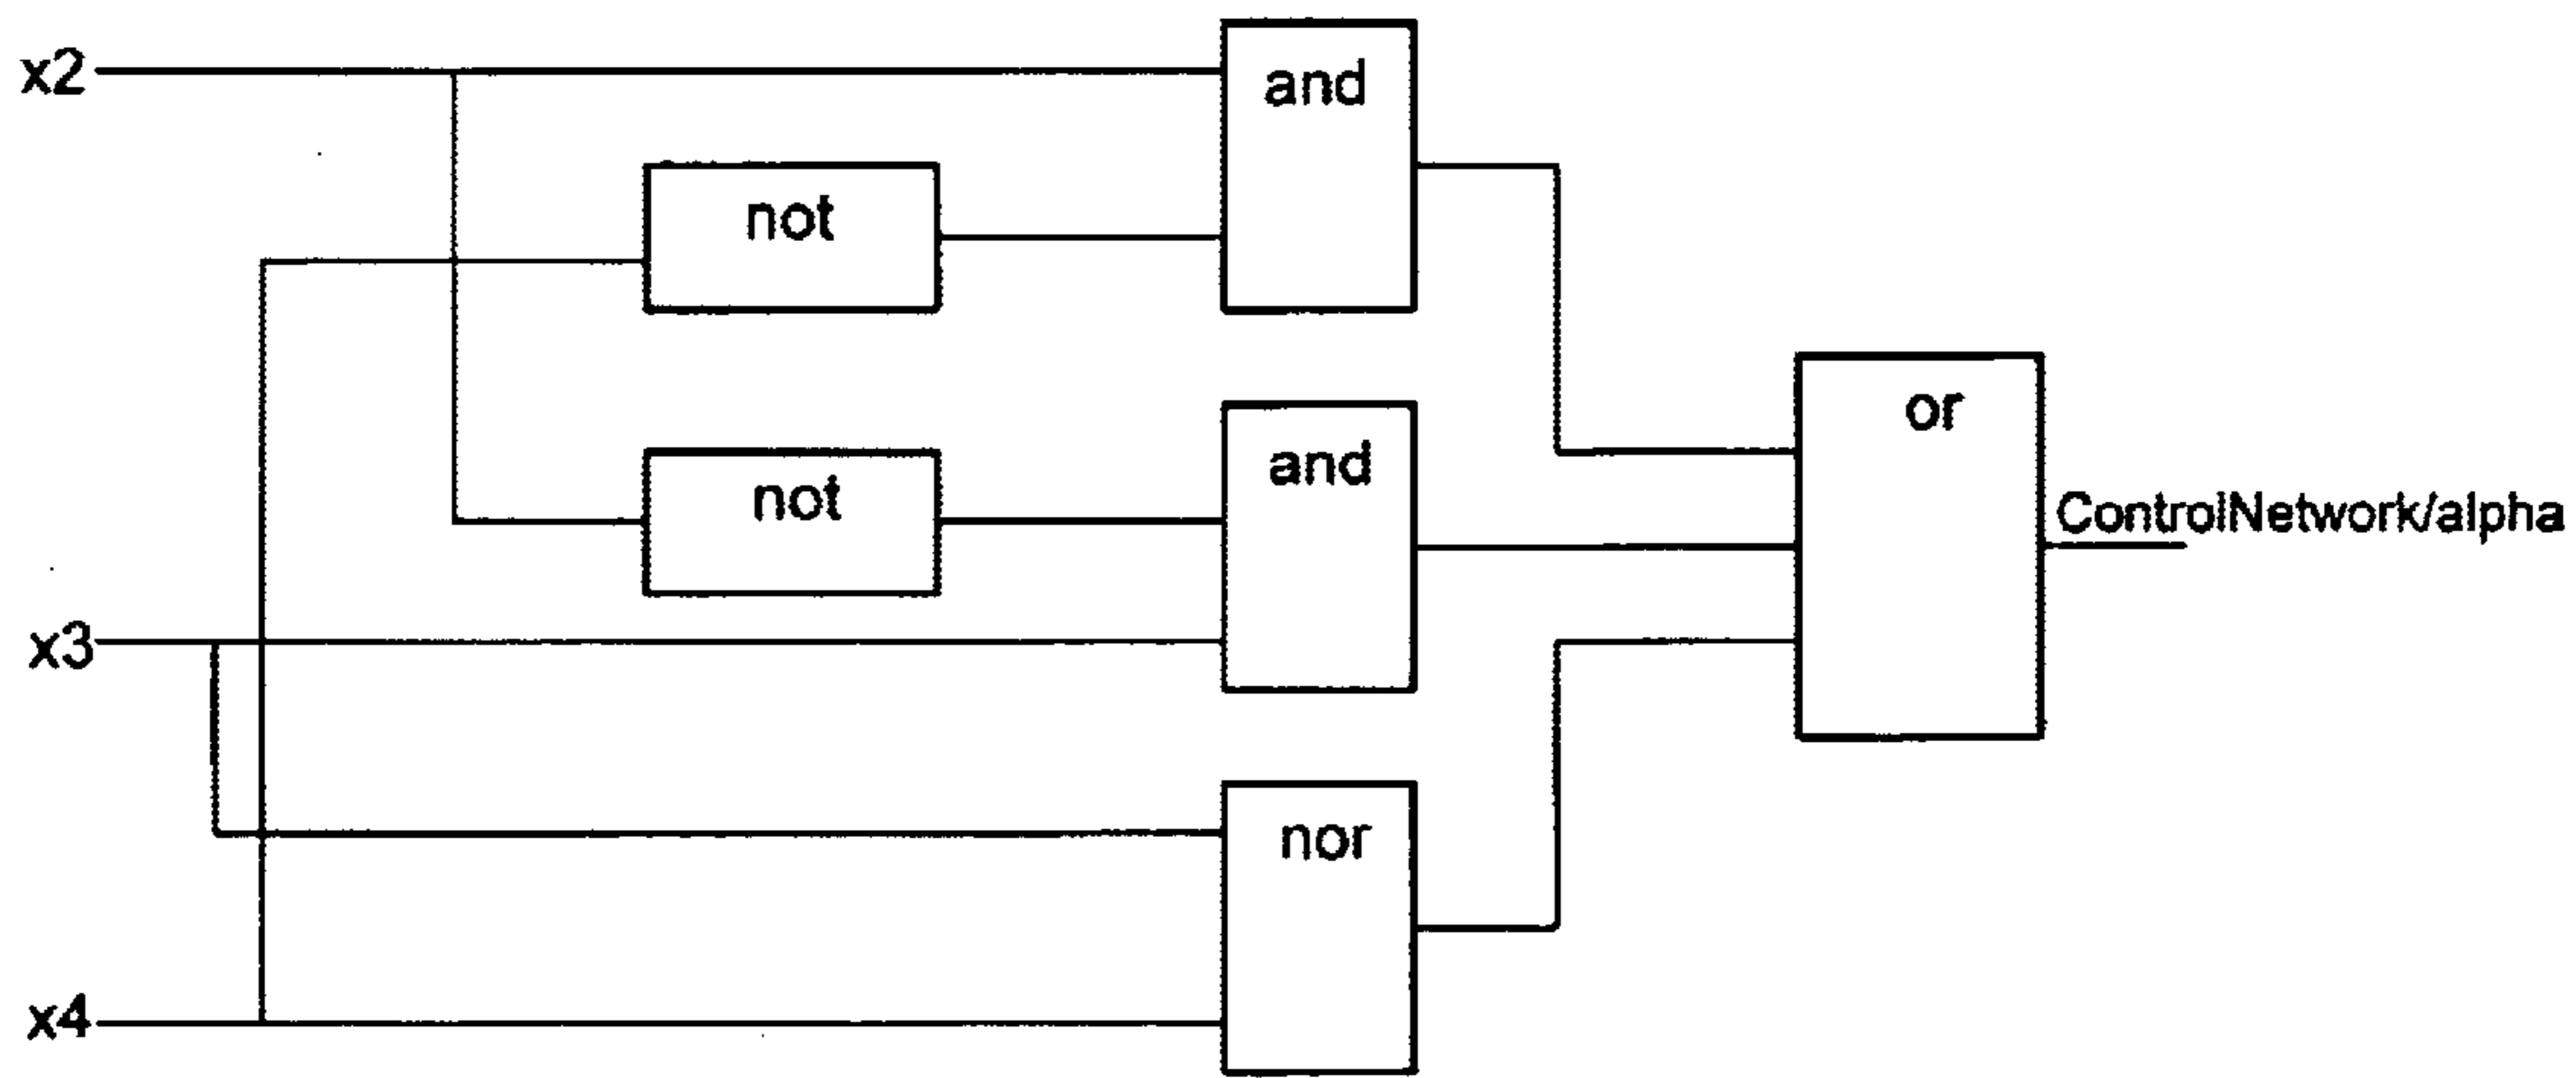 x2
and
not
or
and
not
ControlNetwork/alpha
x3
nor
x4